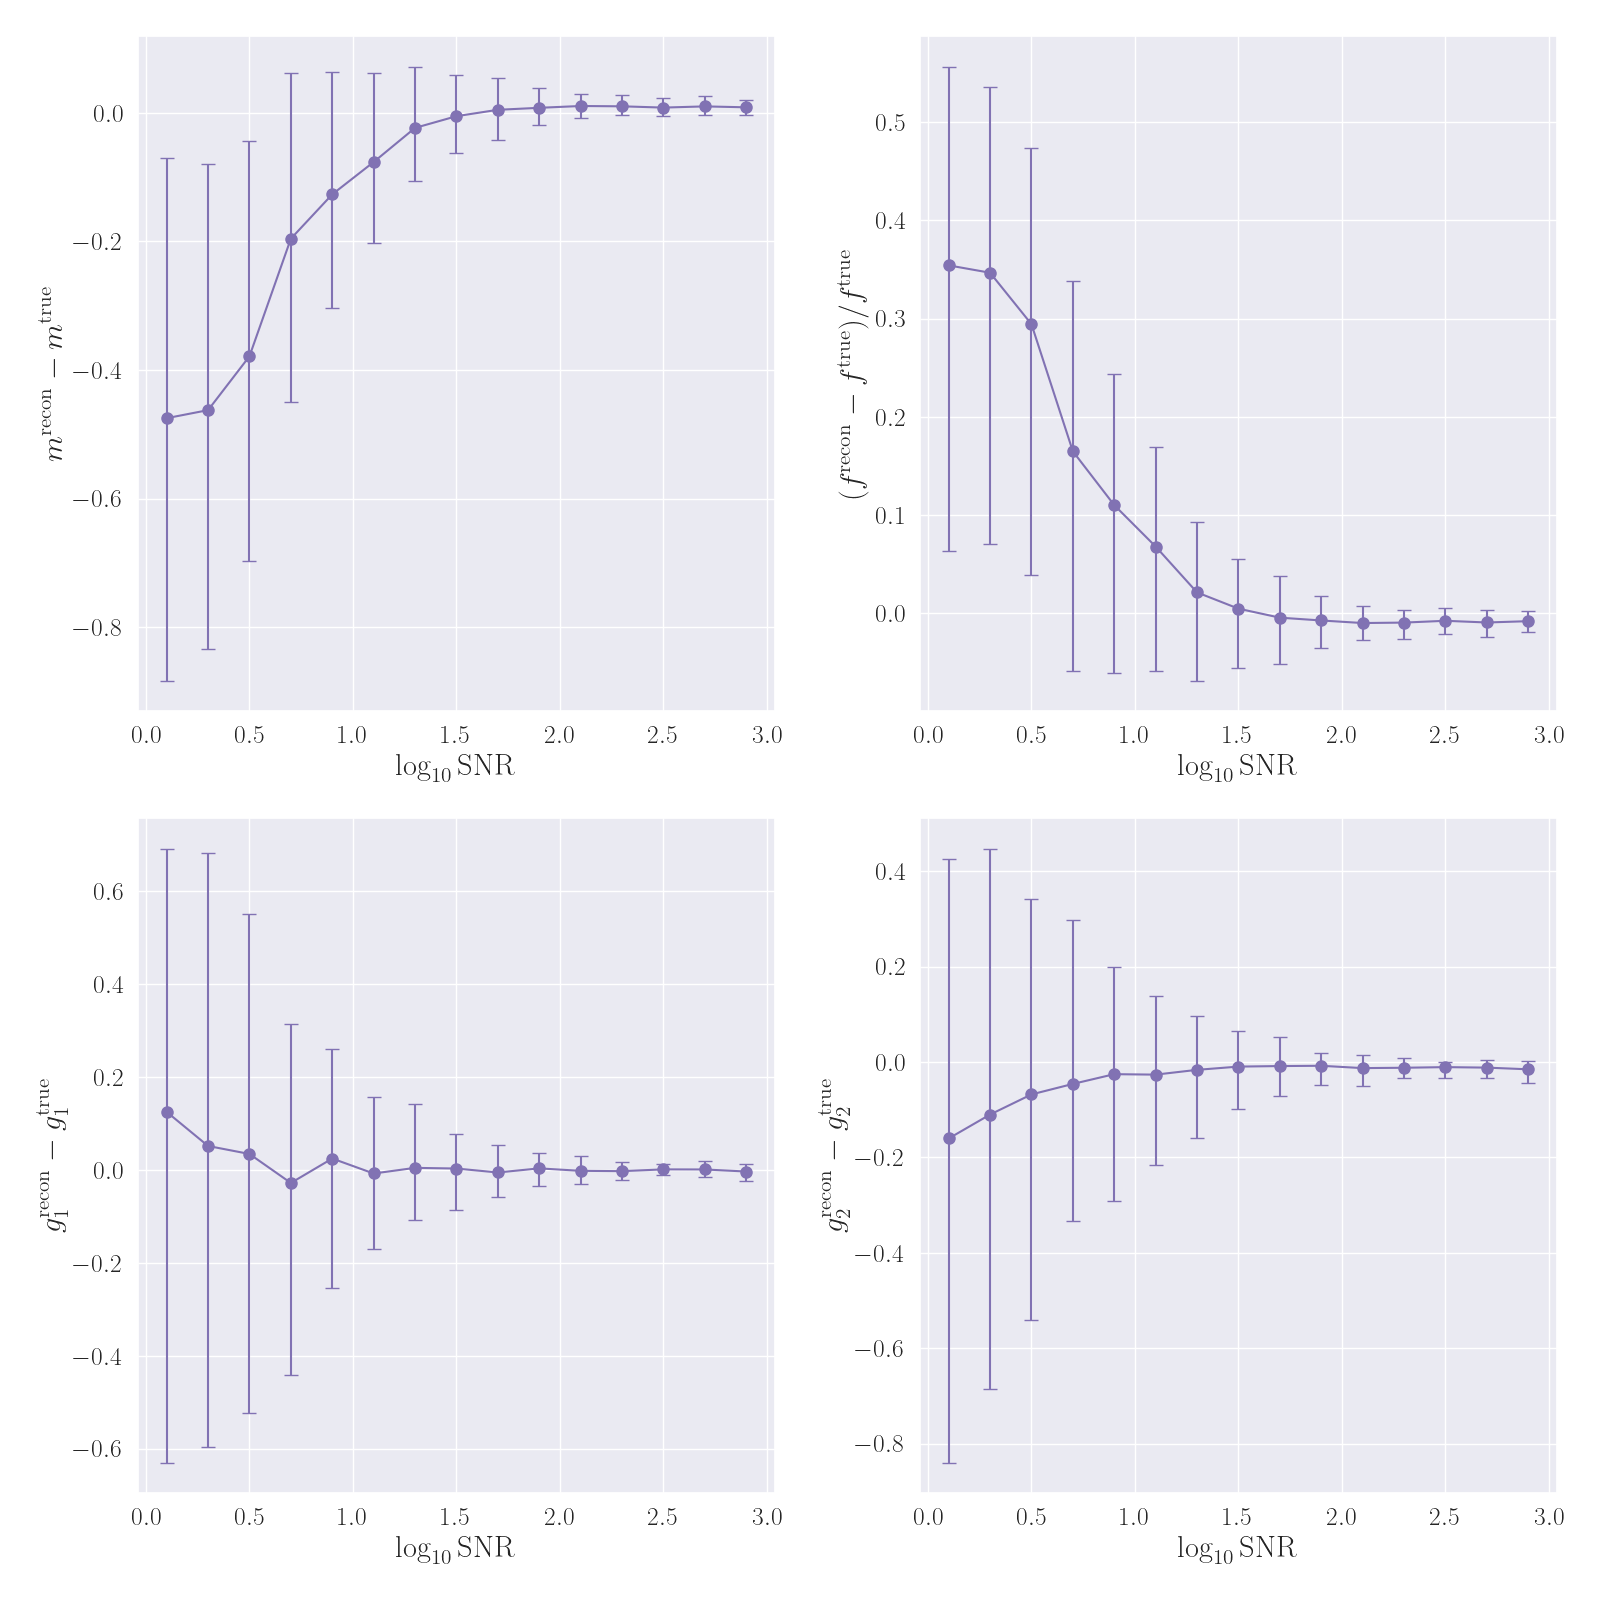 m^recon − m^true
0.0
−0.2
−0.4
−0.6
−0.8
0.0 0.5 1.0 1.5 2.0 2.5 3.0
log₁₀ SNR
(f^recon − f^true)/f^true
0.5
0.4
0.3
0.2
0.1
0.0
0.0 0.5 1.0 1.5 2.0 2.5 3.0
log₁₀ SNR
g₁^recon − g₁^true
0.6
0.4
0.2
0.0
−0.2
−0.4
−0.6
0.0 0.5 1.0 1.5 2.0 2.5 3.0
log₁₀ SNR
g₂^recon − g₂^true
0.4
0.2
0.0
−0.2
−0.4
−0.6
−0.8
0.0 0.5 1.0 1.5 2.0 2.5 3.0
log₁₀ SNR